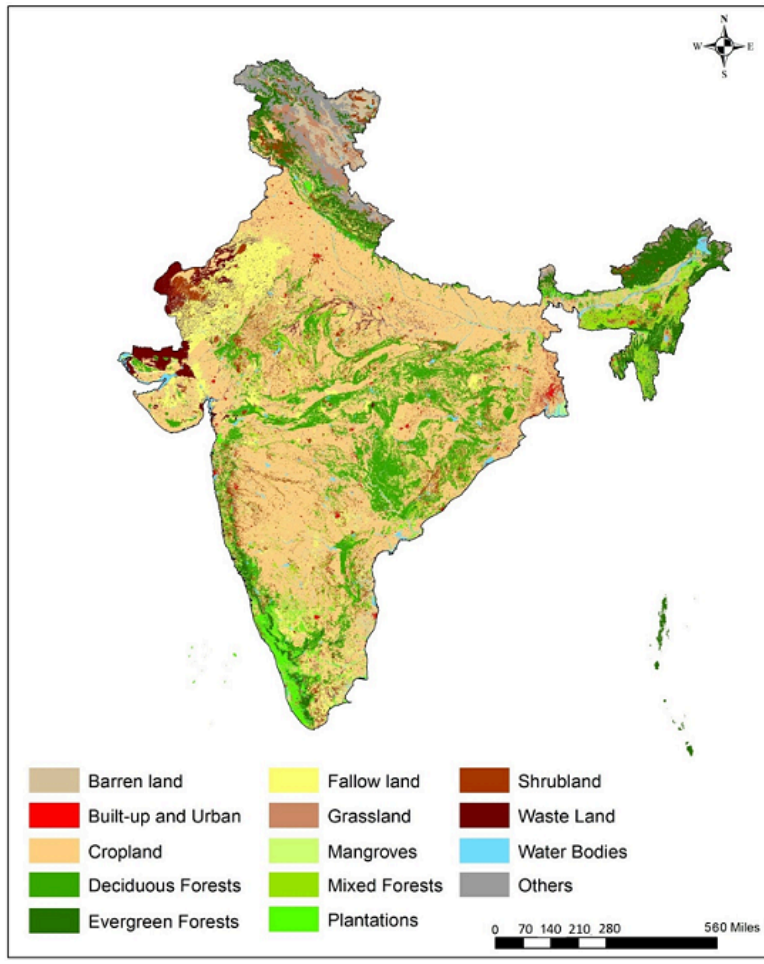 N
W E
S
Barren land
Built-up and Urban
Cropland
Deciduous Forests
Evergreen Forests
Fallow land
Grassland
Mangroves
Mixed Forests
Plantations
Shrubland
Waste Land
Water Bodies
Others
0 70 140 210 280 560 Miles